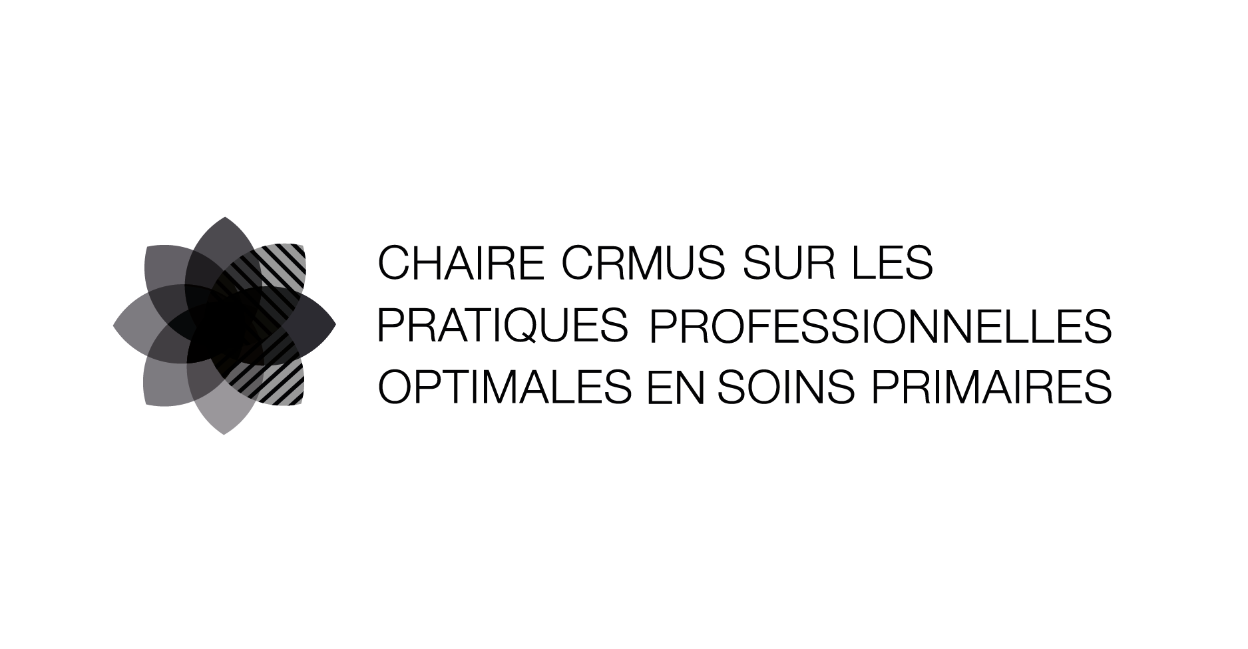 CHAIRE CRMUS SUR LES
PRATIQUES PROFESSIONNELLES
OPTIMALES EN SOINS PRIMAIRES